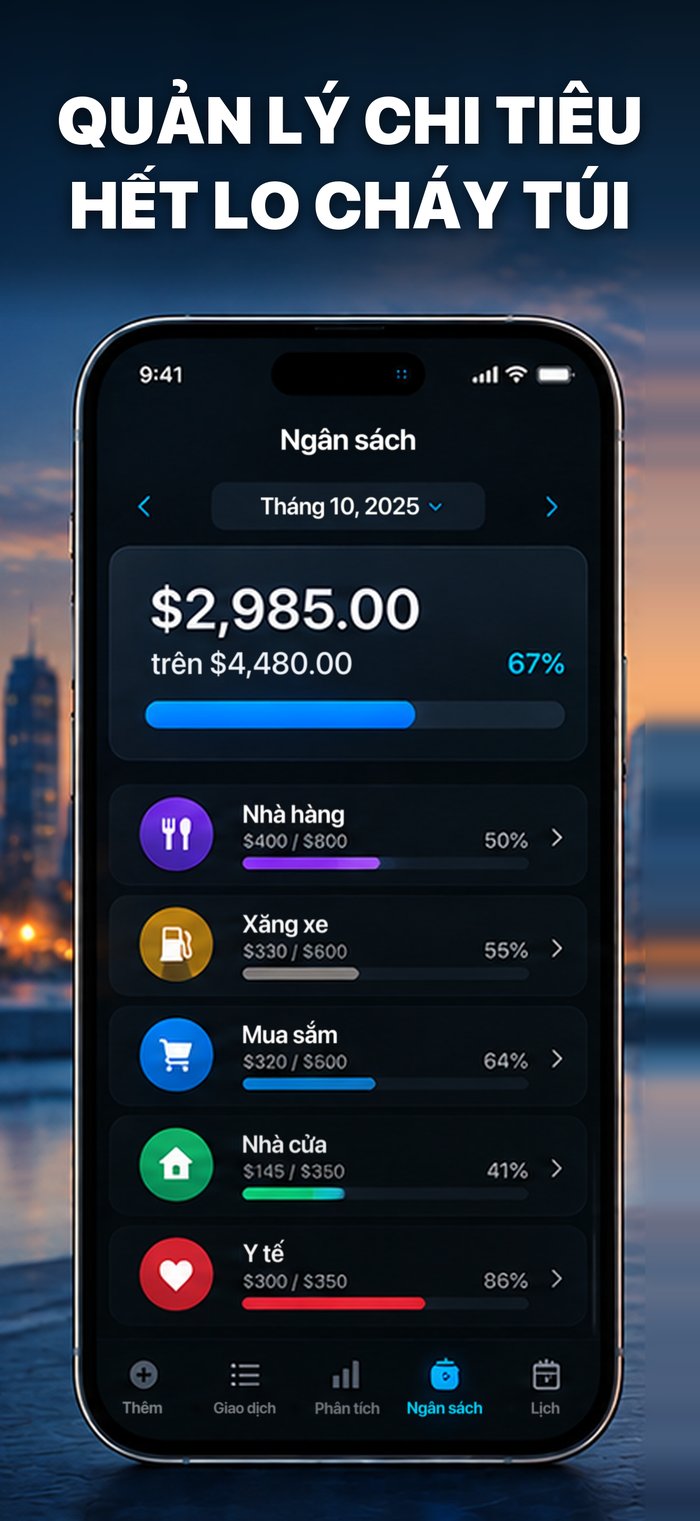 QUẢN LÝ CHI TIÊU
HẾT LO CHÁY TÚI
9:41
Ngân sách
Tháng 10, 2025
$2,985.00
trên $4,480.00
67%
Nhà hàng
$400 / $800
50%
Xăng xe
$330 / $600
55%
Mua sắm
$320 / $600
64%
Nhà cửa
$145 / $350
41%
Y tế
$300 / $350
86%
Thêm
Giao dịch
Phân tích
Ngân sách
Lịch